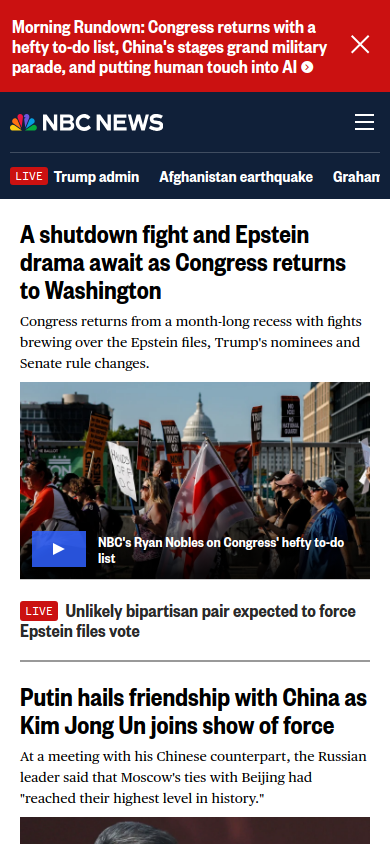 Morning Rundown: Congress returns with a
hefty to-do list, China's stages grand military
parade, and putting human touch into AI
NBC NEWS
LIVE Trump admin Afghanistan earthquake Graham
A shutdown fight and Epstein
drama await as Congress returns
to Washington
Congress returns from a month-long recess with fights
brewing over the Epstein files, Trump's nominees and
Senate rule changes.
TRUMP MUST GO
NBC's Ryan Nobles on Congress' hefty to-do
list
LIVE Unlikely bipartisan pair expected to force
Epstein files vote
Putin hails friendship with China as
Kim Jong Un joins show of force
At a meeting with his Chinese counterpart, the Russian
leader said that Moscow's ties with Beijing had
"reached their highest level in history."